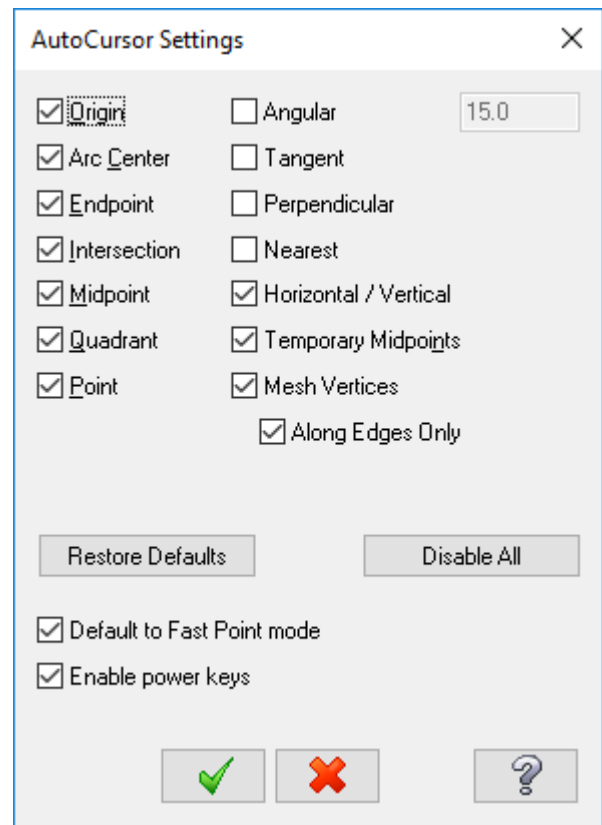 AutoCursor Settings
Origin Angular 15.0
Arc Center Tangent
Endpoint Perpendicular
Intersection Nearest
Midpoint Horizontal / Vertical
Quadrant Temporary Midpoints
Point Mesh Vertices
Along Edges Only
Restore Defaults Disable All
Default to Fast Point mode
Enable power keys